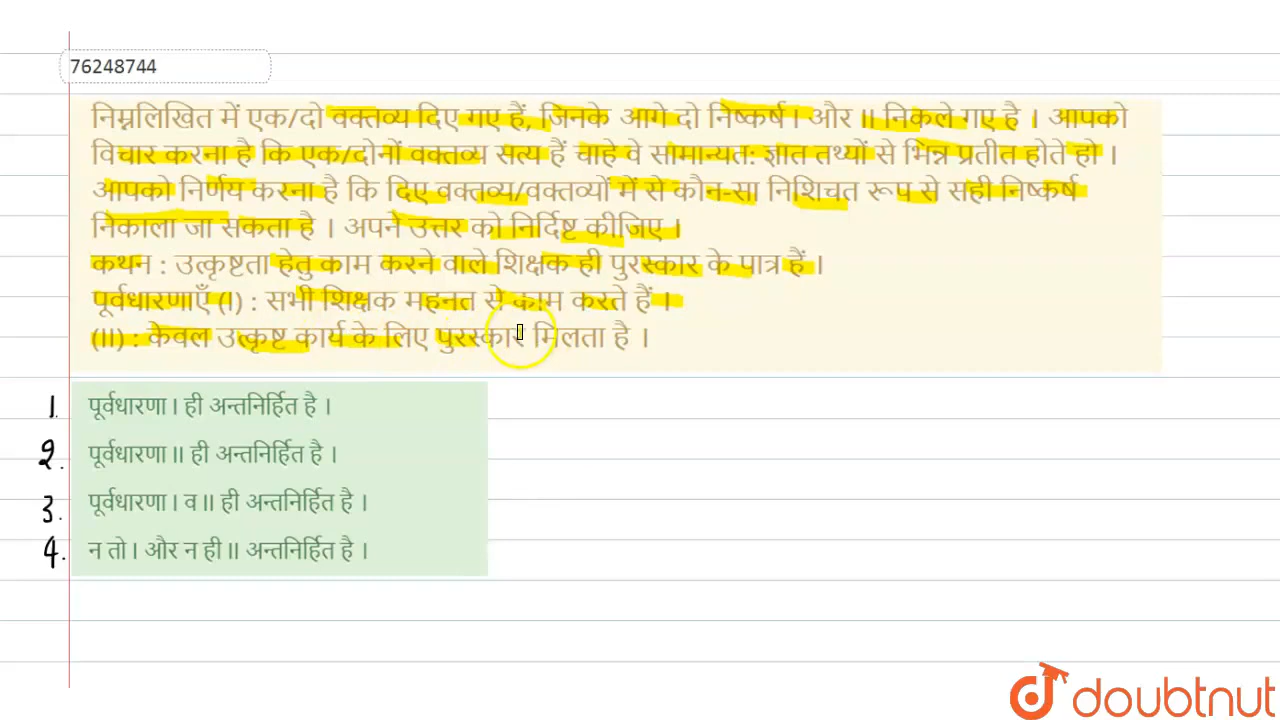 76248744
निम्नलिखित में एक/दो वक्तव्य दिए गए हैं, जिनके आगे दो निष्कर्ष I और II निकले गए है । आपको
विचार करना है कि एक/दोनों वक्तव्य सत्य हैं चाहे वे सामान्यत: ज्ञात तथ्यों से भिन्न प्रतीत होते हो ।
आपको निर्णय करना है कि दिए वक्तव्य/वक्तव्यों में से कौन-सा निशिचत रूप से सही निष्कर्ष
निकाला जा सकता है । अपने उत्तर को निर्दिष्ट कीजिए ।
कथन : उत्कृष्टता हेतु काम करने वाले शिक्षक ही पुरस्कार के पात्र हैं ।
पूर्वधारणाएँ (I) : सभी शिक्षक महनत से काम करते हैं ।
(II) : केवल उत्कृष्ट कार्य के लिए पुरस्कार मिलता है ।
1. पूर्वधारणा I ही अन्तनिर्हित है ।
2. पूर्वधारणा II ही अन्तनिर्हित है ।
3. पूर्वधारणा I व II ही अन्तनिर्हित है ।
4. न तो I और न ही II अन्तनिर्हित है ।
doubtnut